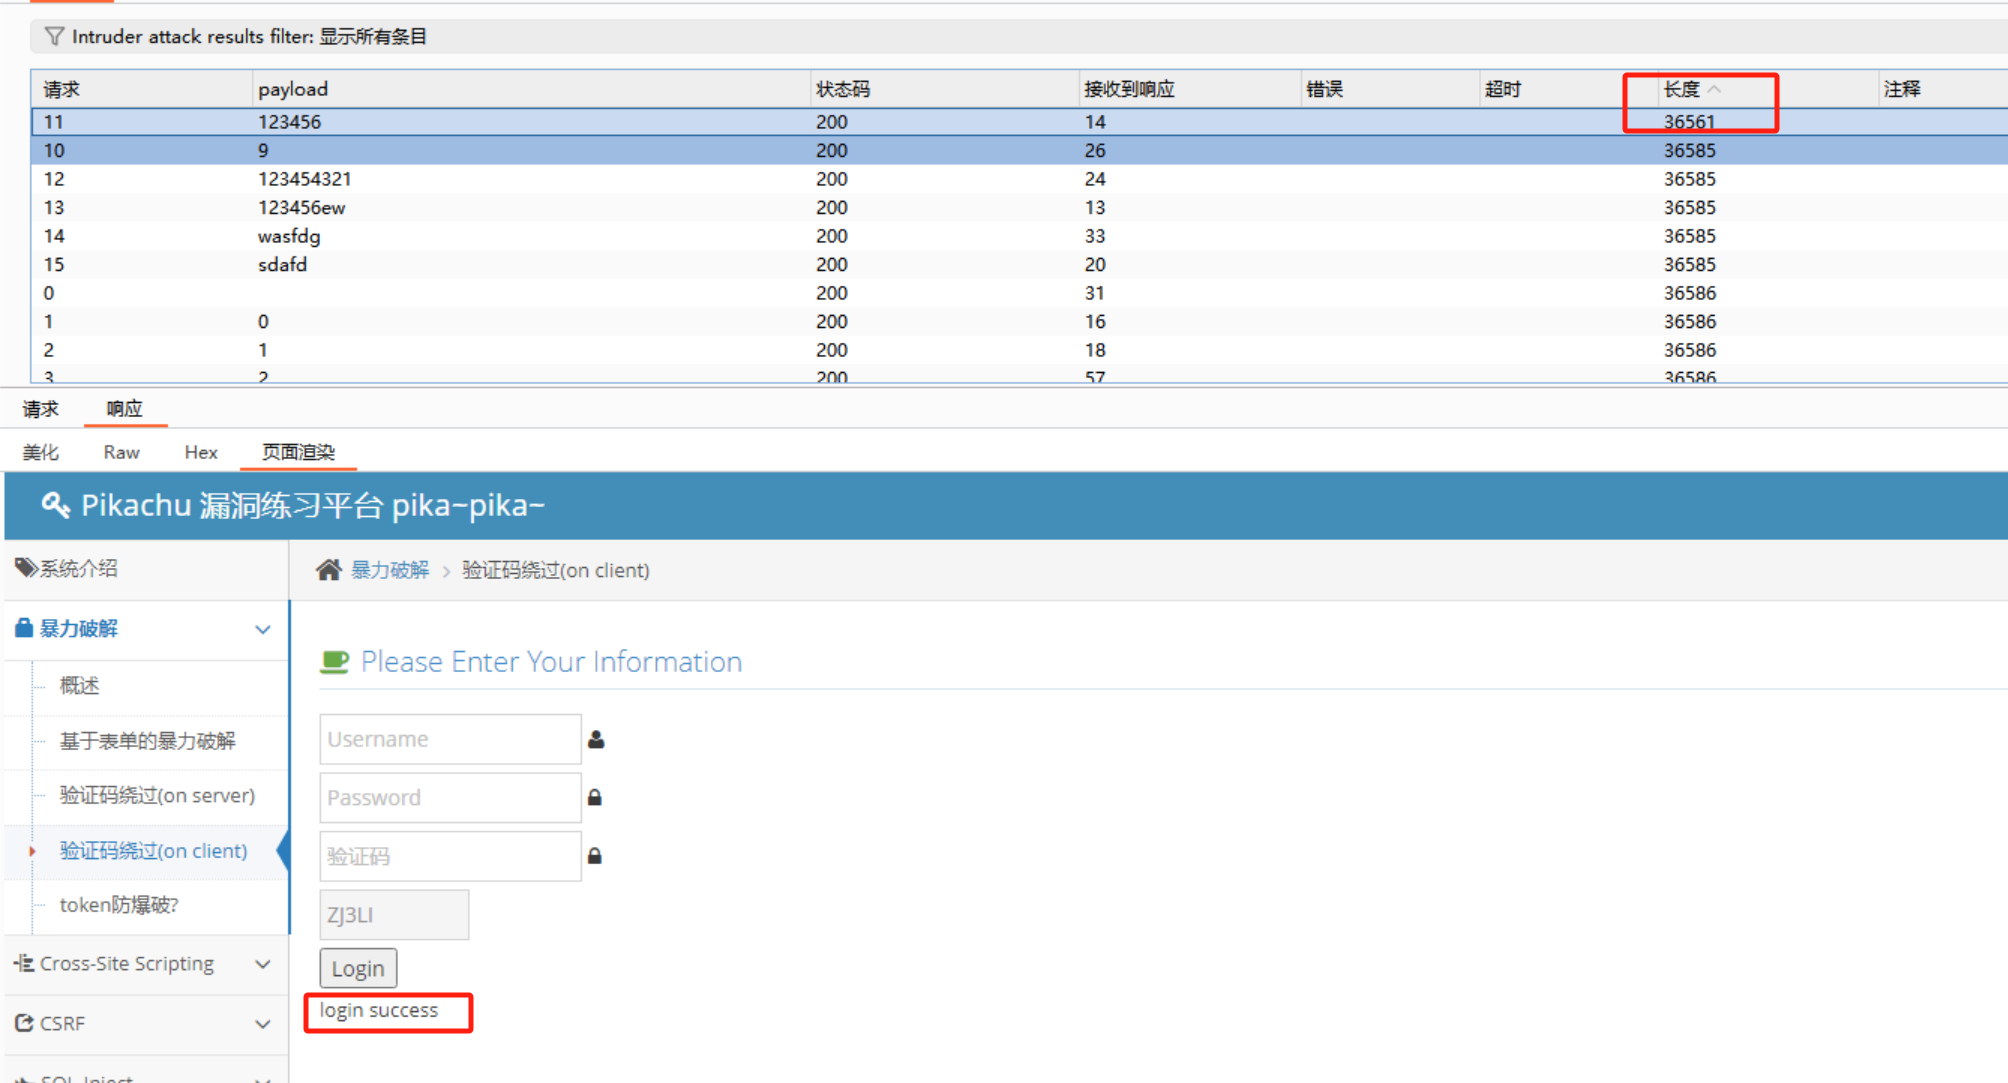 Intruder attack results filter: 显示所有条目
请求 payload 状态码 接收到响应 错误 超时 长度 注释
11 123456 200 14 36561
10 9 200 26 36585
12 123454321 200 24 36585
13 123456ew 200 13 36585
14 wasfdg 200 33 36585
15 sdafd 200 20 36585
0 200 31 36586
1 0 200 16 36586
2 1 200 18 36586
3 2 200 57 36586
请求 响应
美化 Raw Hex 页面渲染
Pikachu 漏洞练习平台 pika~pika~
系统介绍
暴力破解 > 验证码绕过(on client)
暴力破解
概述
基于表单的暴力破解
验证码绕过(on server)
验证码绕过(on client)
token防爆破?
Cross-Site Scripting
CSRF
SQL-Inject
Please Enter Your Information
Username
Password
验证码
ZJ3LI
Login
login success